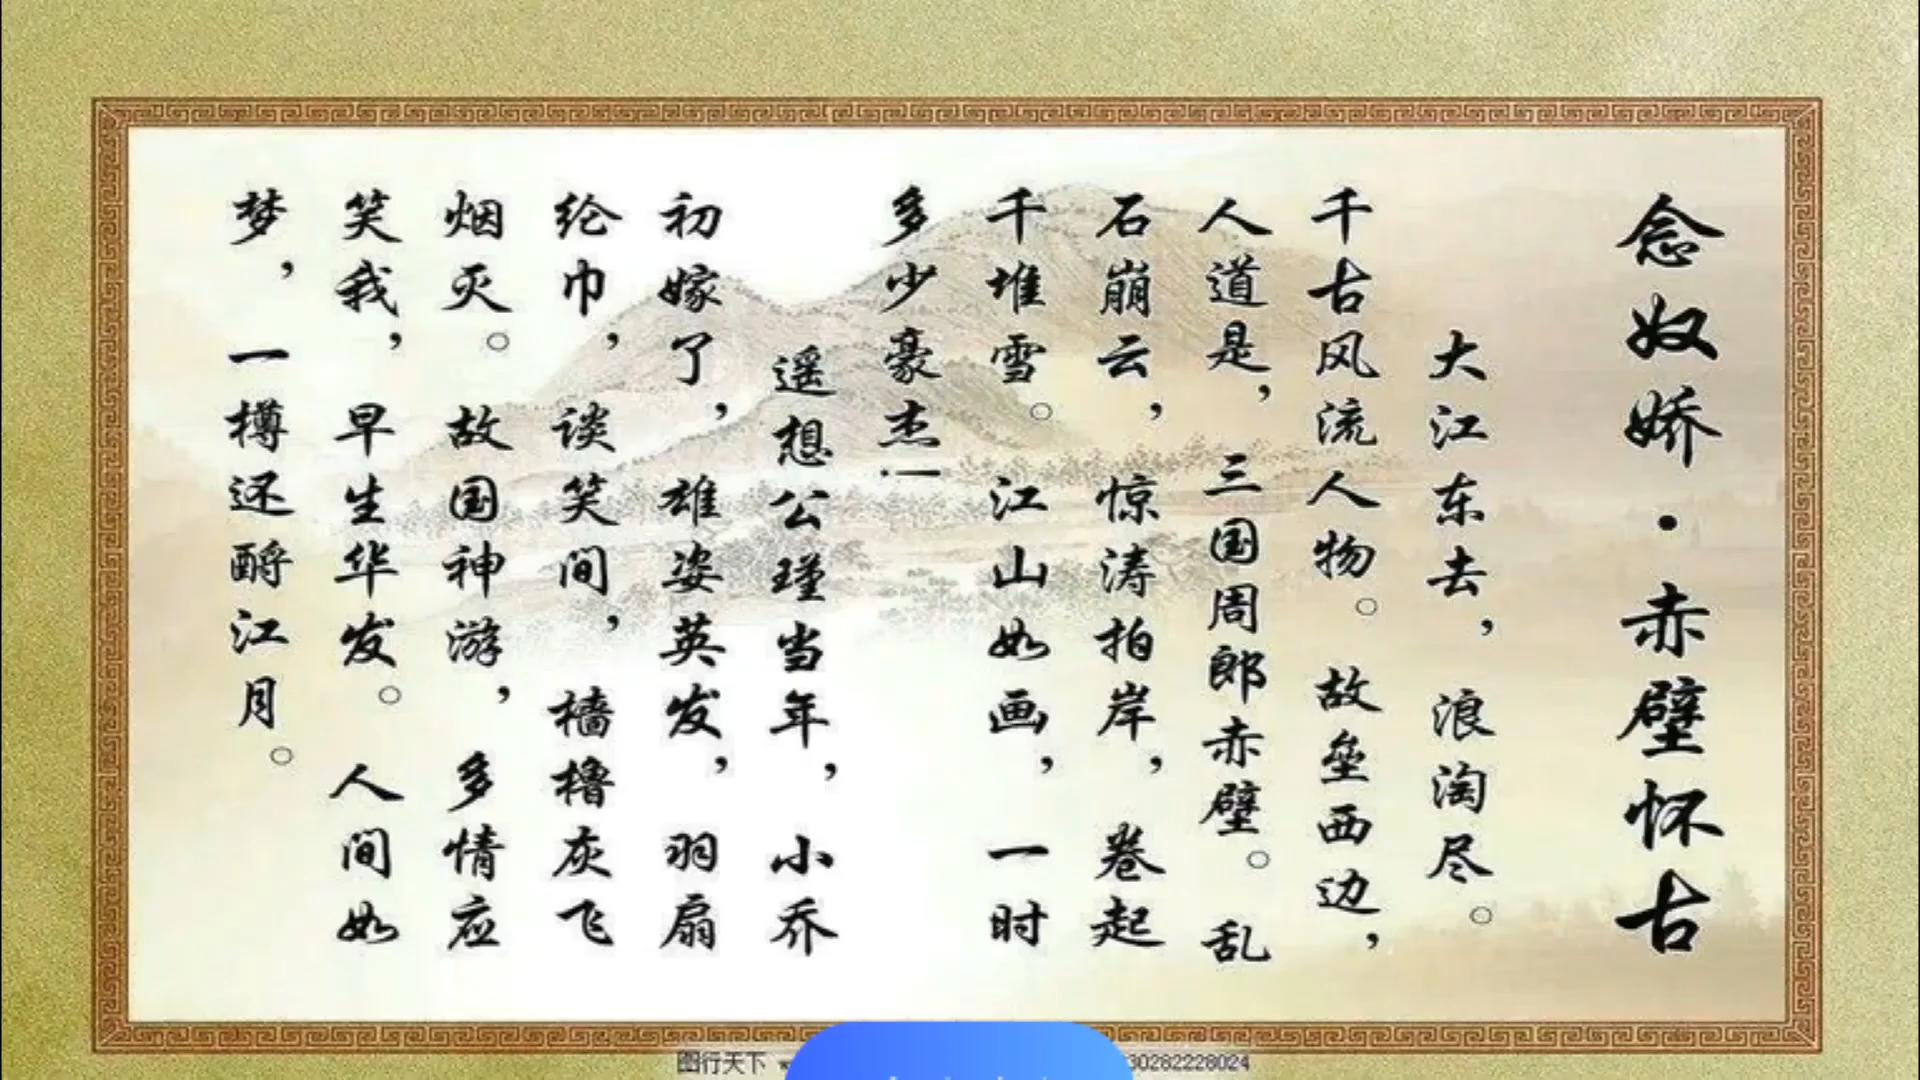 念奴娇·赤壁怀古
大江东去，浪淘尽。
千古风流人物。故垒西边，
人道是，三国周郎赤壁。乱
石崩云，惊涛拍岸，卷起
千堆雪。江山如画，一时
多少豪杰！
遥想公瑾当年，小乔
初嫁了，雄姿英发，羽扇
纶巾，谈笑间，樯橹灰飞
烟灭。故国神游，多情应
笑我，早生华发。人间如
梦，一樽还酹江月。
图行天下
30282228024